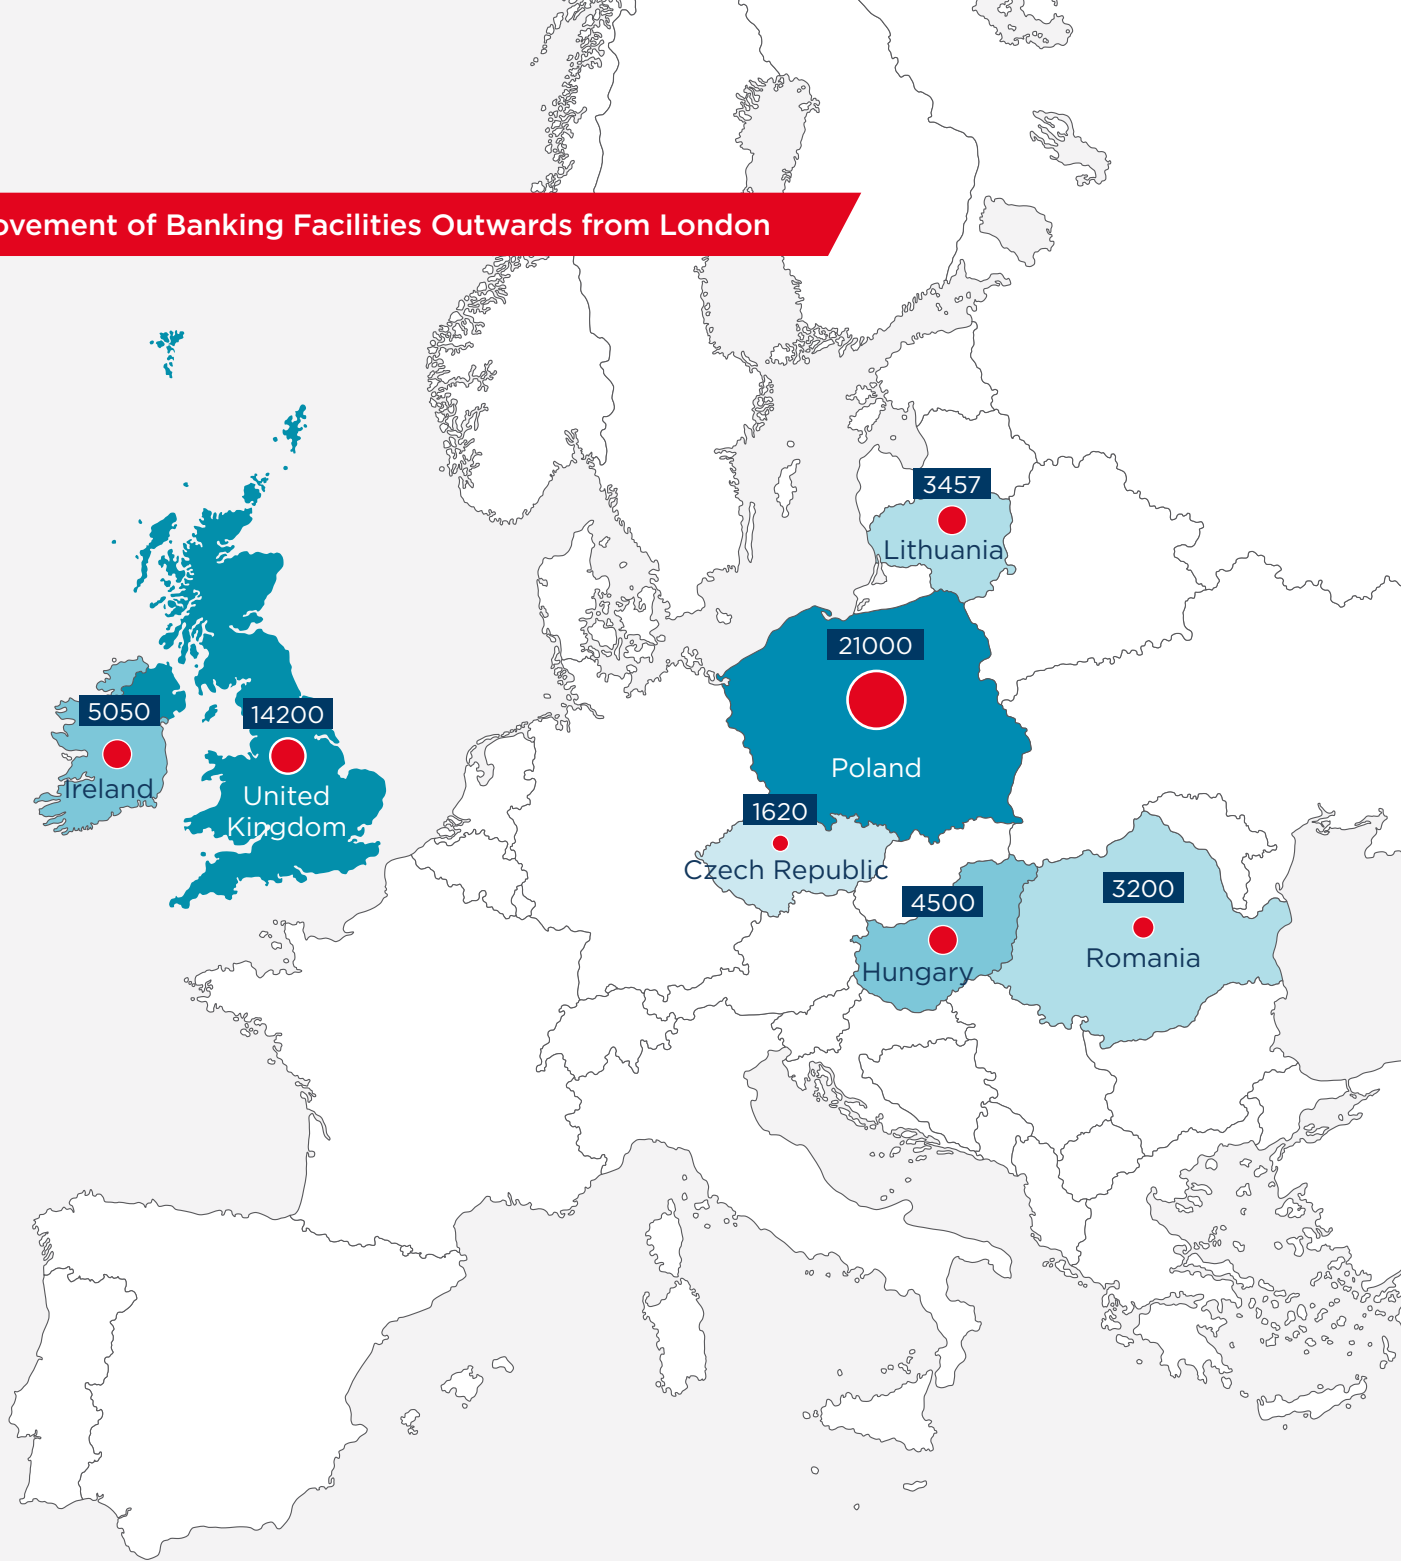 ovement of Banking Facilities Outwards from London
3457
Lithuania
21000
Poland
5050
Ireland
14200
United
Kingdom
1620
Czech Republic
4500
Hungary
3200
Romania